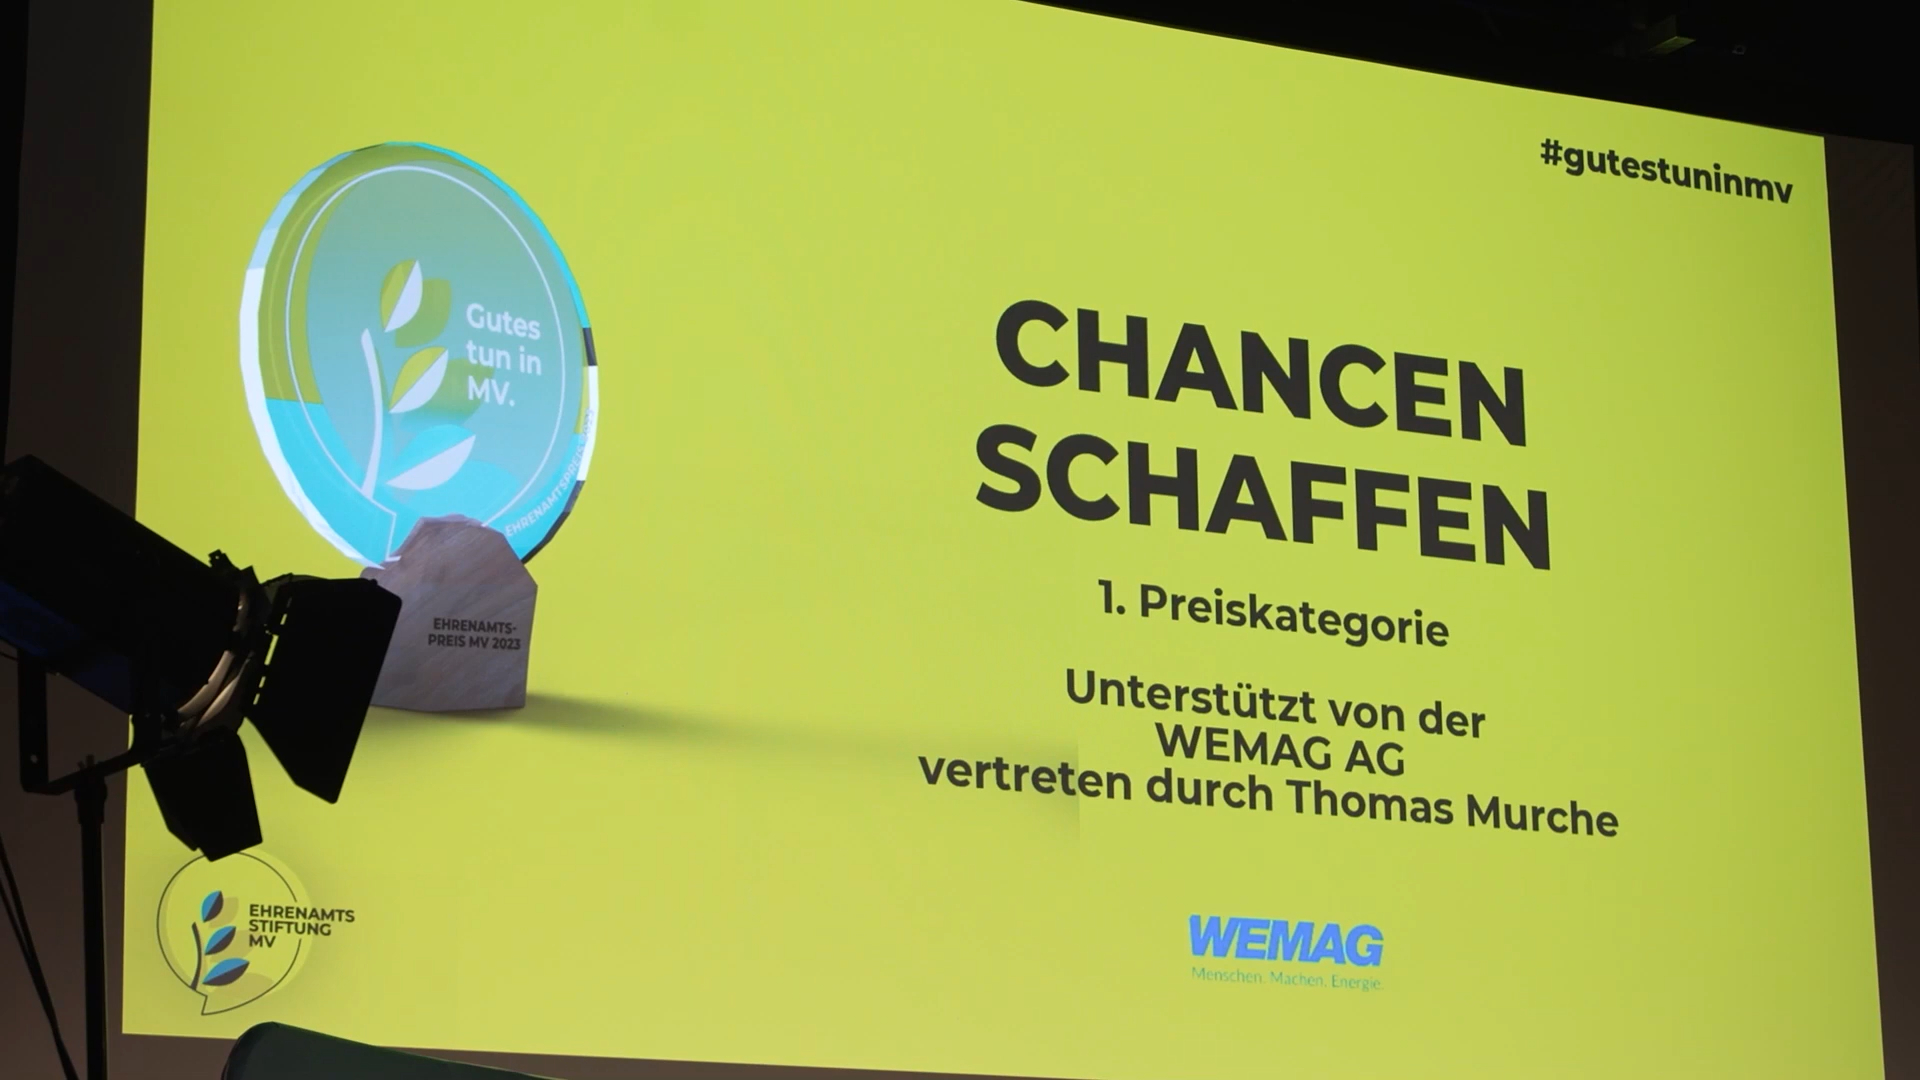 #gutestuninmv
Gutes
tun in
MV.
EHRENAMTSPREIS
EHRENAMTS-
PREIS MV 2023
CHANCEN
SCHAFFEN
1. Preiskategorie
Unterstützt von der
WEMAG AG
vertreten durch Thomas Murche
EHRENAMTS
STIFTUNG
MV
WEMAG
Menschen. Machen. Energie.